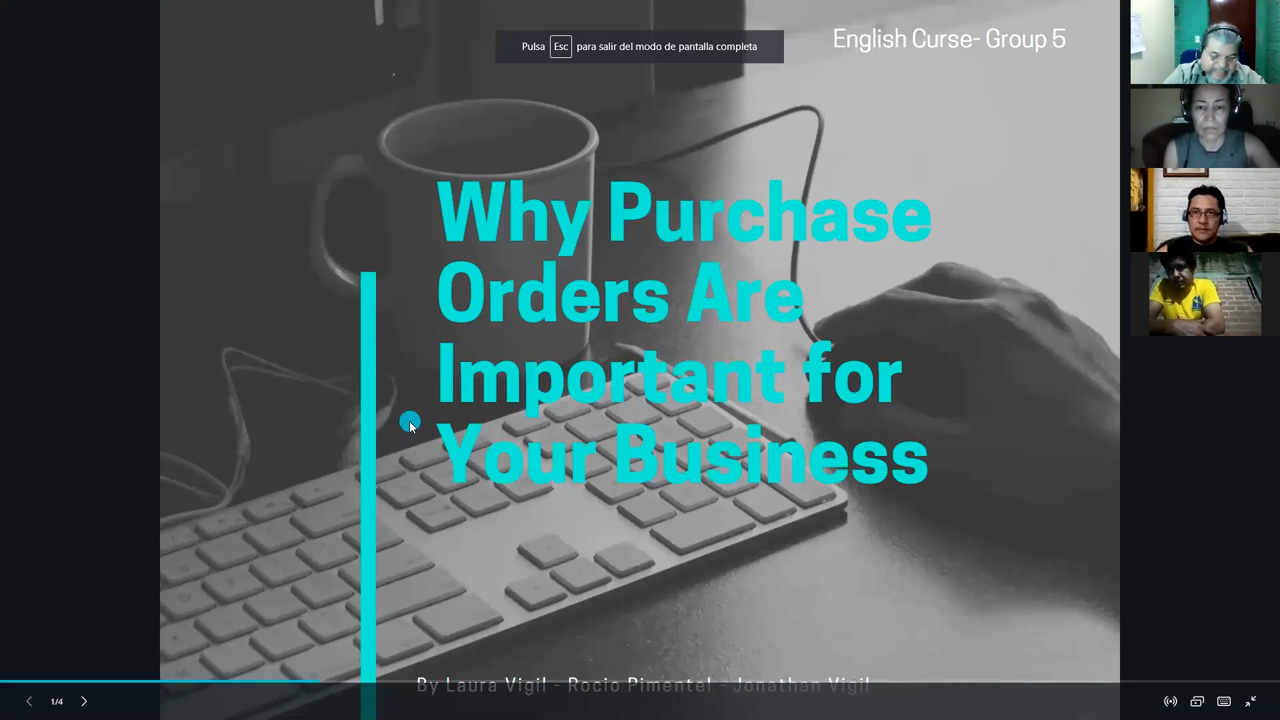 Pulsa Esc para salir del modo de pantalla completa
English Curse- Group 5
Why Purchase
Orders Are
Important for
Your Business
By Laura Vigil - Rocio Pimentel - Jonathan Vigil
1/4